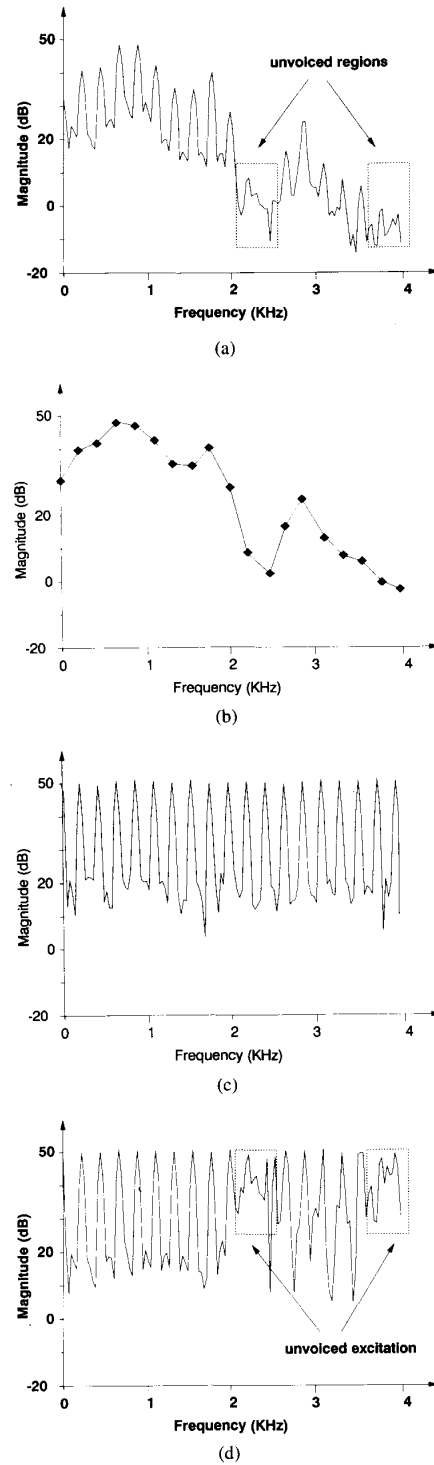 50
unvoiced regions
20
Magnitude (dB)
0
-20
0 1 2 3 4
Frequency (KHz)
(a)
50
Magnitude (dB)
20
0
-20
0 1 2 3 4
Frequency (KHz)
(b)
50
Magnitude (dB)
20
0
-20
0 1 2 3 4
Frequency (KHz)
(c)
50
Magnitude (dB)
20
0
unvoiced excitation
-20
0 1 2 3 4
Frequency (KHz)
(d)